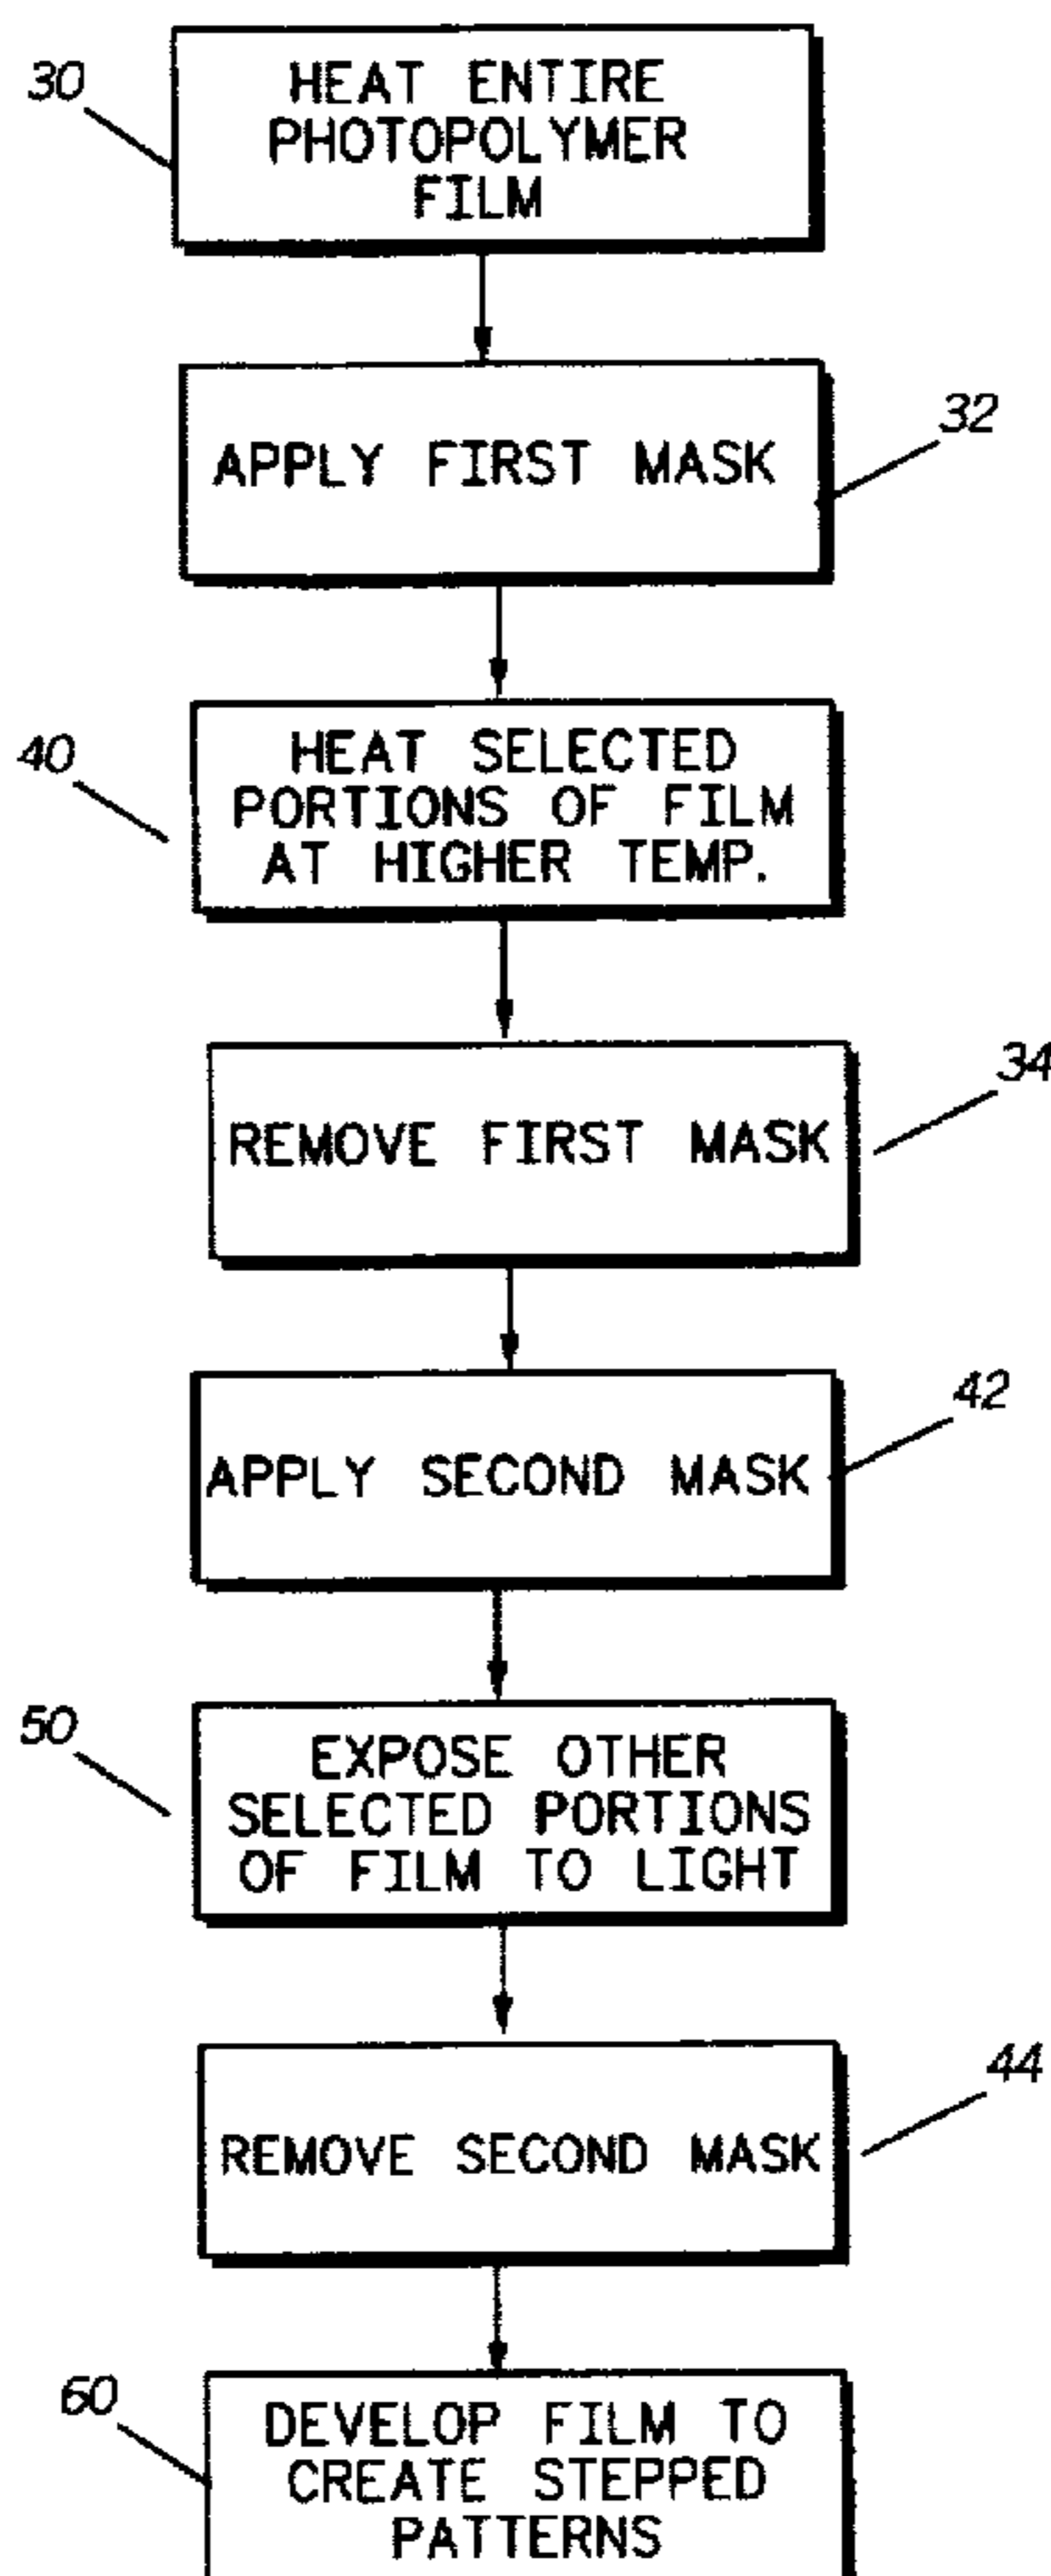 30
HEAT ENTIRE
PHOTOPOLYMER
FILM
APPLY FIRST MASK
32
40
HEAT SELECTED
PORTIONS OF FILM
AT HIGHER TEMP.
REMOVE FIRST MASK
34
APPLY SECOND MASK
42
50
EXPOSE OTHER
SELECTED PORTIONS
OF FILM TO LIGHT
REMOVE SECOND MASK
44
60
DEVELOP FILM TO
CREATE STEPPED
PATTERNS